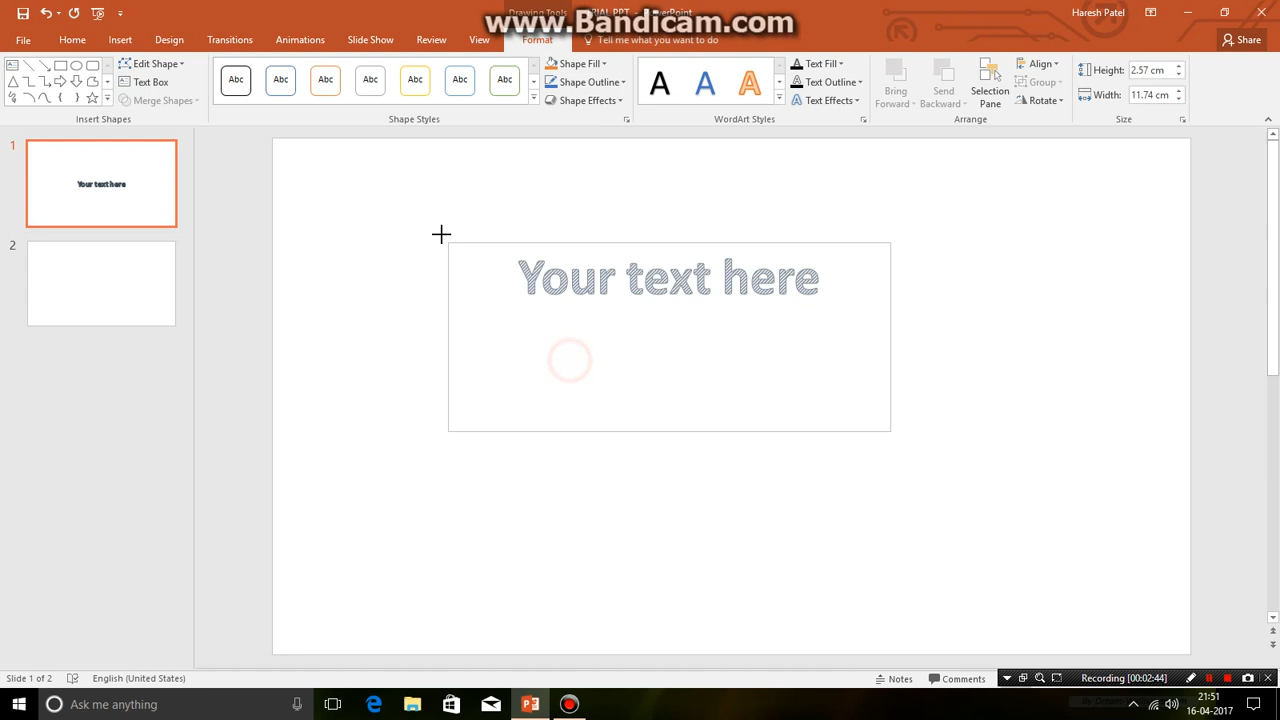 www.Bandicam.com
Drawing Tools
RIAL.PPT - PowerPoint
Haresh Patel
File Insert Design Transitions Animations Slide Show Review View Format Tell me what you want to do Share
Edit Shape
Text Box
Merge Shapes
Insert Shapes
Abc Abc Abc Abc Abc Abc Abc
Shape Fill
Shape Outline
Shape Effects
Shape Styles
A A A
Text Fill
Text Outline
Text Effects
WordArt Styles
Bring Forward
Send Backward
Selection Pane
Align
Group
Rotate
Arrange
Height: 2.57 cm
Width: 11.74 cm
Size
1
Your text here
2
Your text here
Slide 1 of 2 English (United States) Notes Comments Recording [00:02:44]
Ask me anything
21:51
16-04-2017